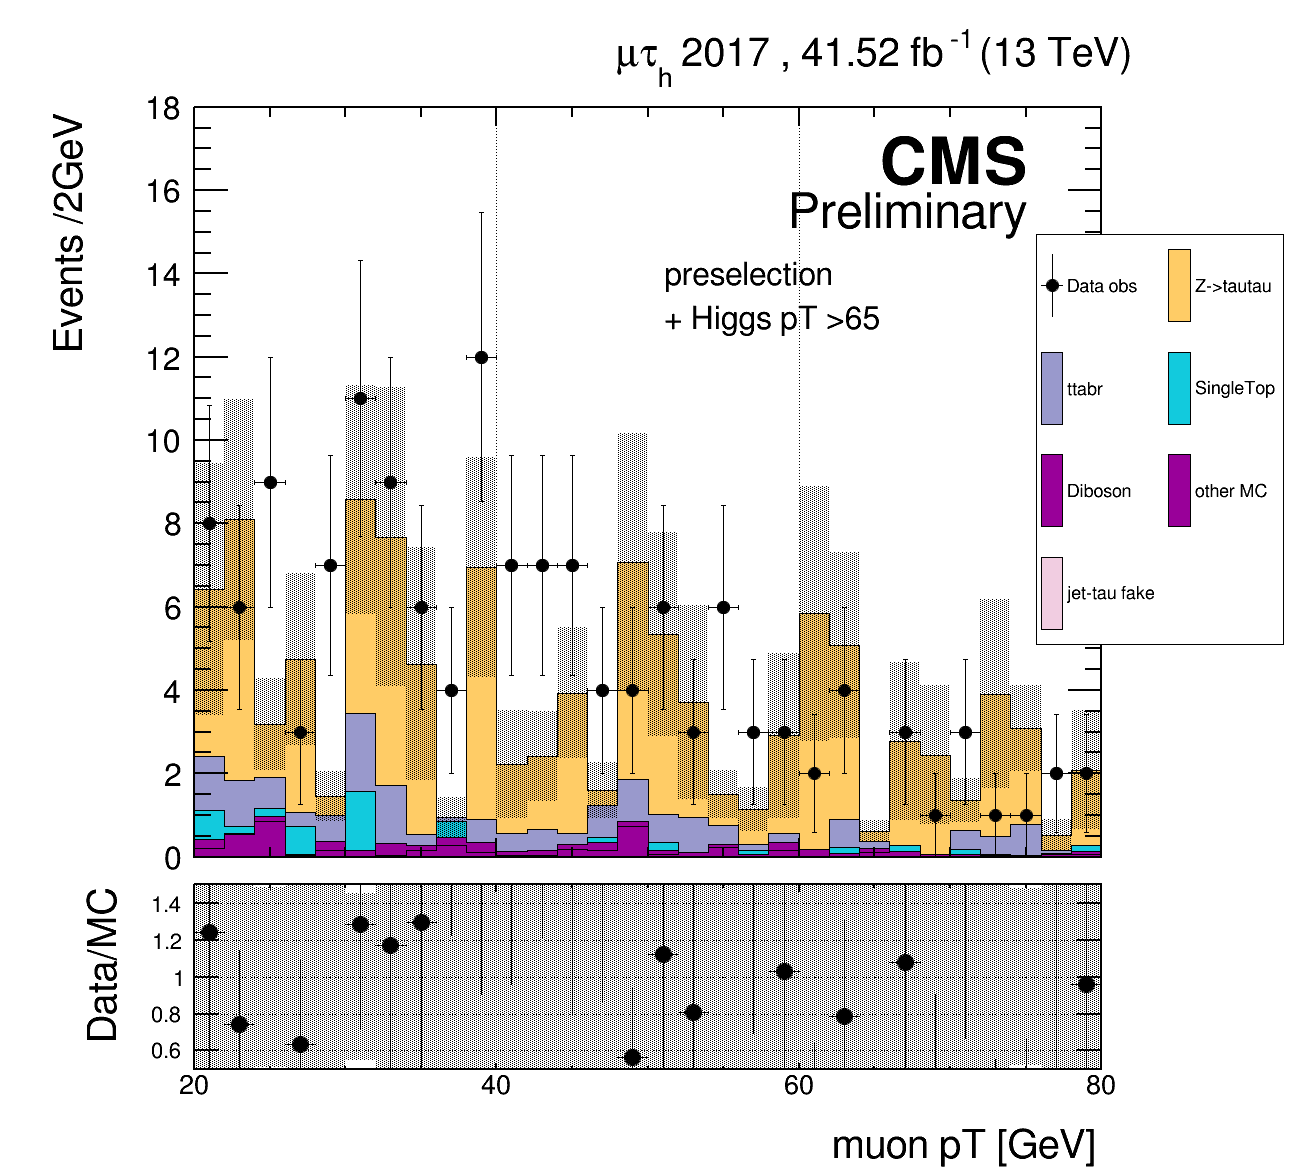 μτh 2017 , 41.52 fb-1 (13 TeV)
Events /2GeV
18
16
14
12
10
8
6
4
2
0
CMS
Preliminary
preselection
+ Higgs pT >65
Data obs
Z->tautau
ttabr
SingleTop
Diboson
other MC
jet-tau fake
Data/MC
1.4
1.2
1
0.8
0.6
20
40
60
80
muon pT [GeV]